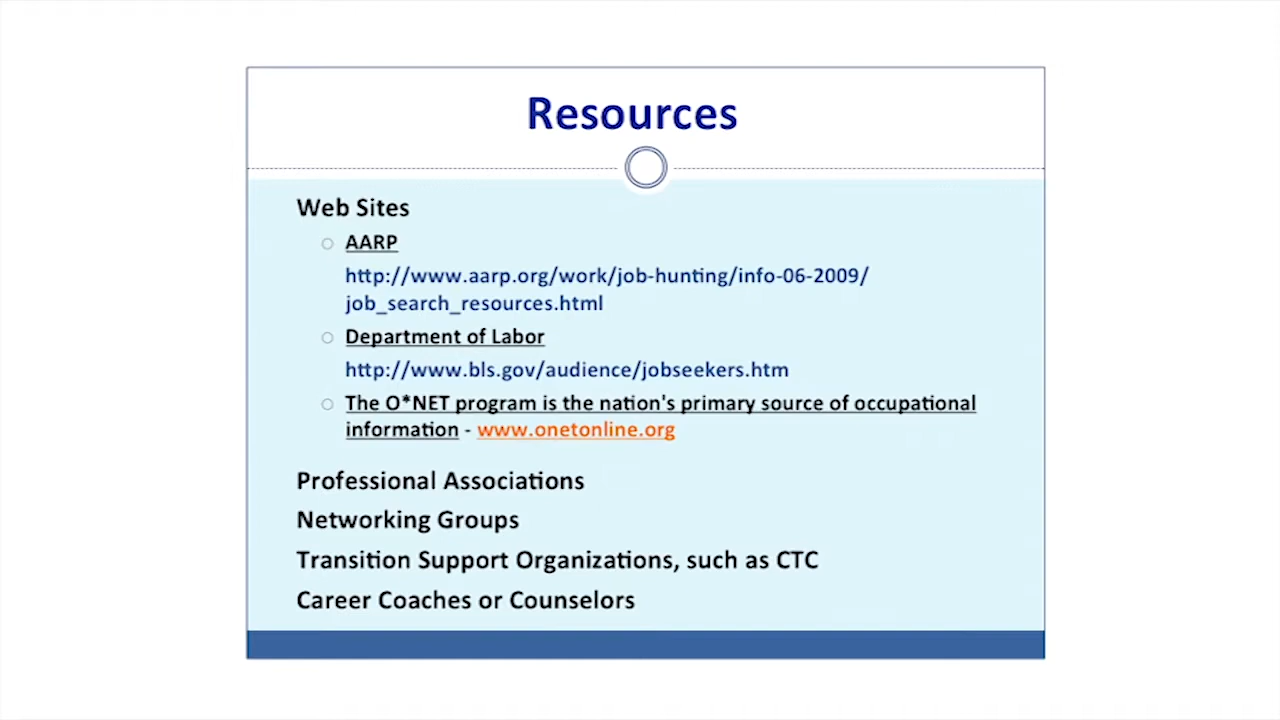 Resources
Web Sites
AARP
http://www.aarp.org/work/job-hunting/info-06-2009/
job_search_resources.html
Department of Labor
http://www.bls.gov/audience/jobseekers.htm
The O*NET program is the nation's primary source of occupational
information - www.onetonline.org
Professional Associations
Networking Groups
Transition Support Organizations, such as CTC
Career Coaches or Counselors